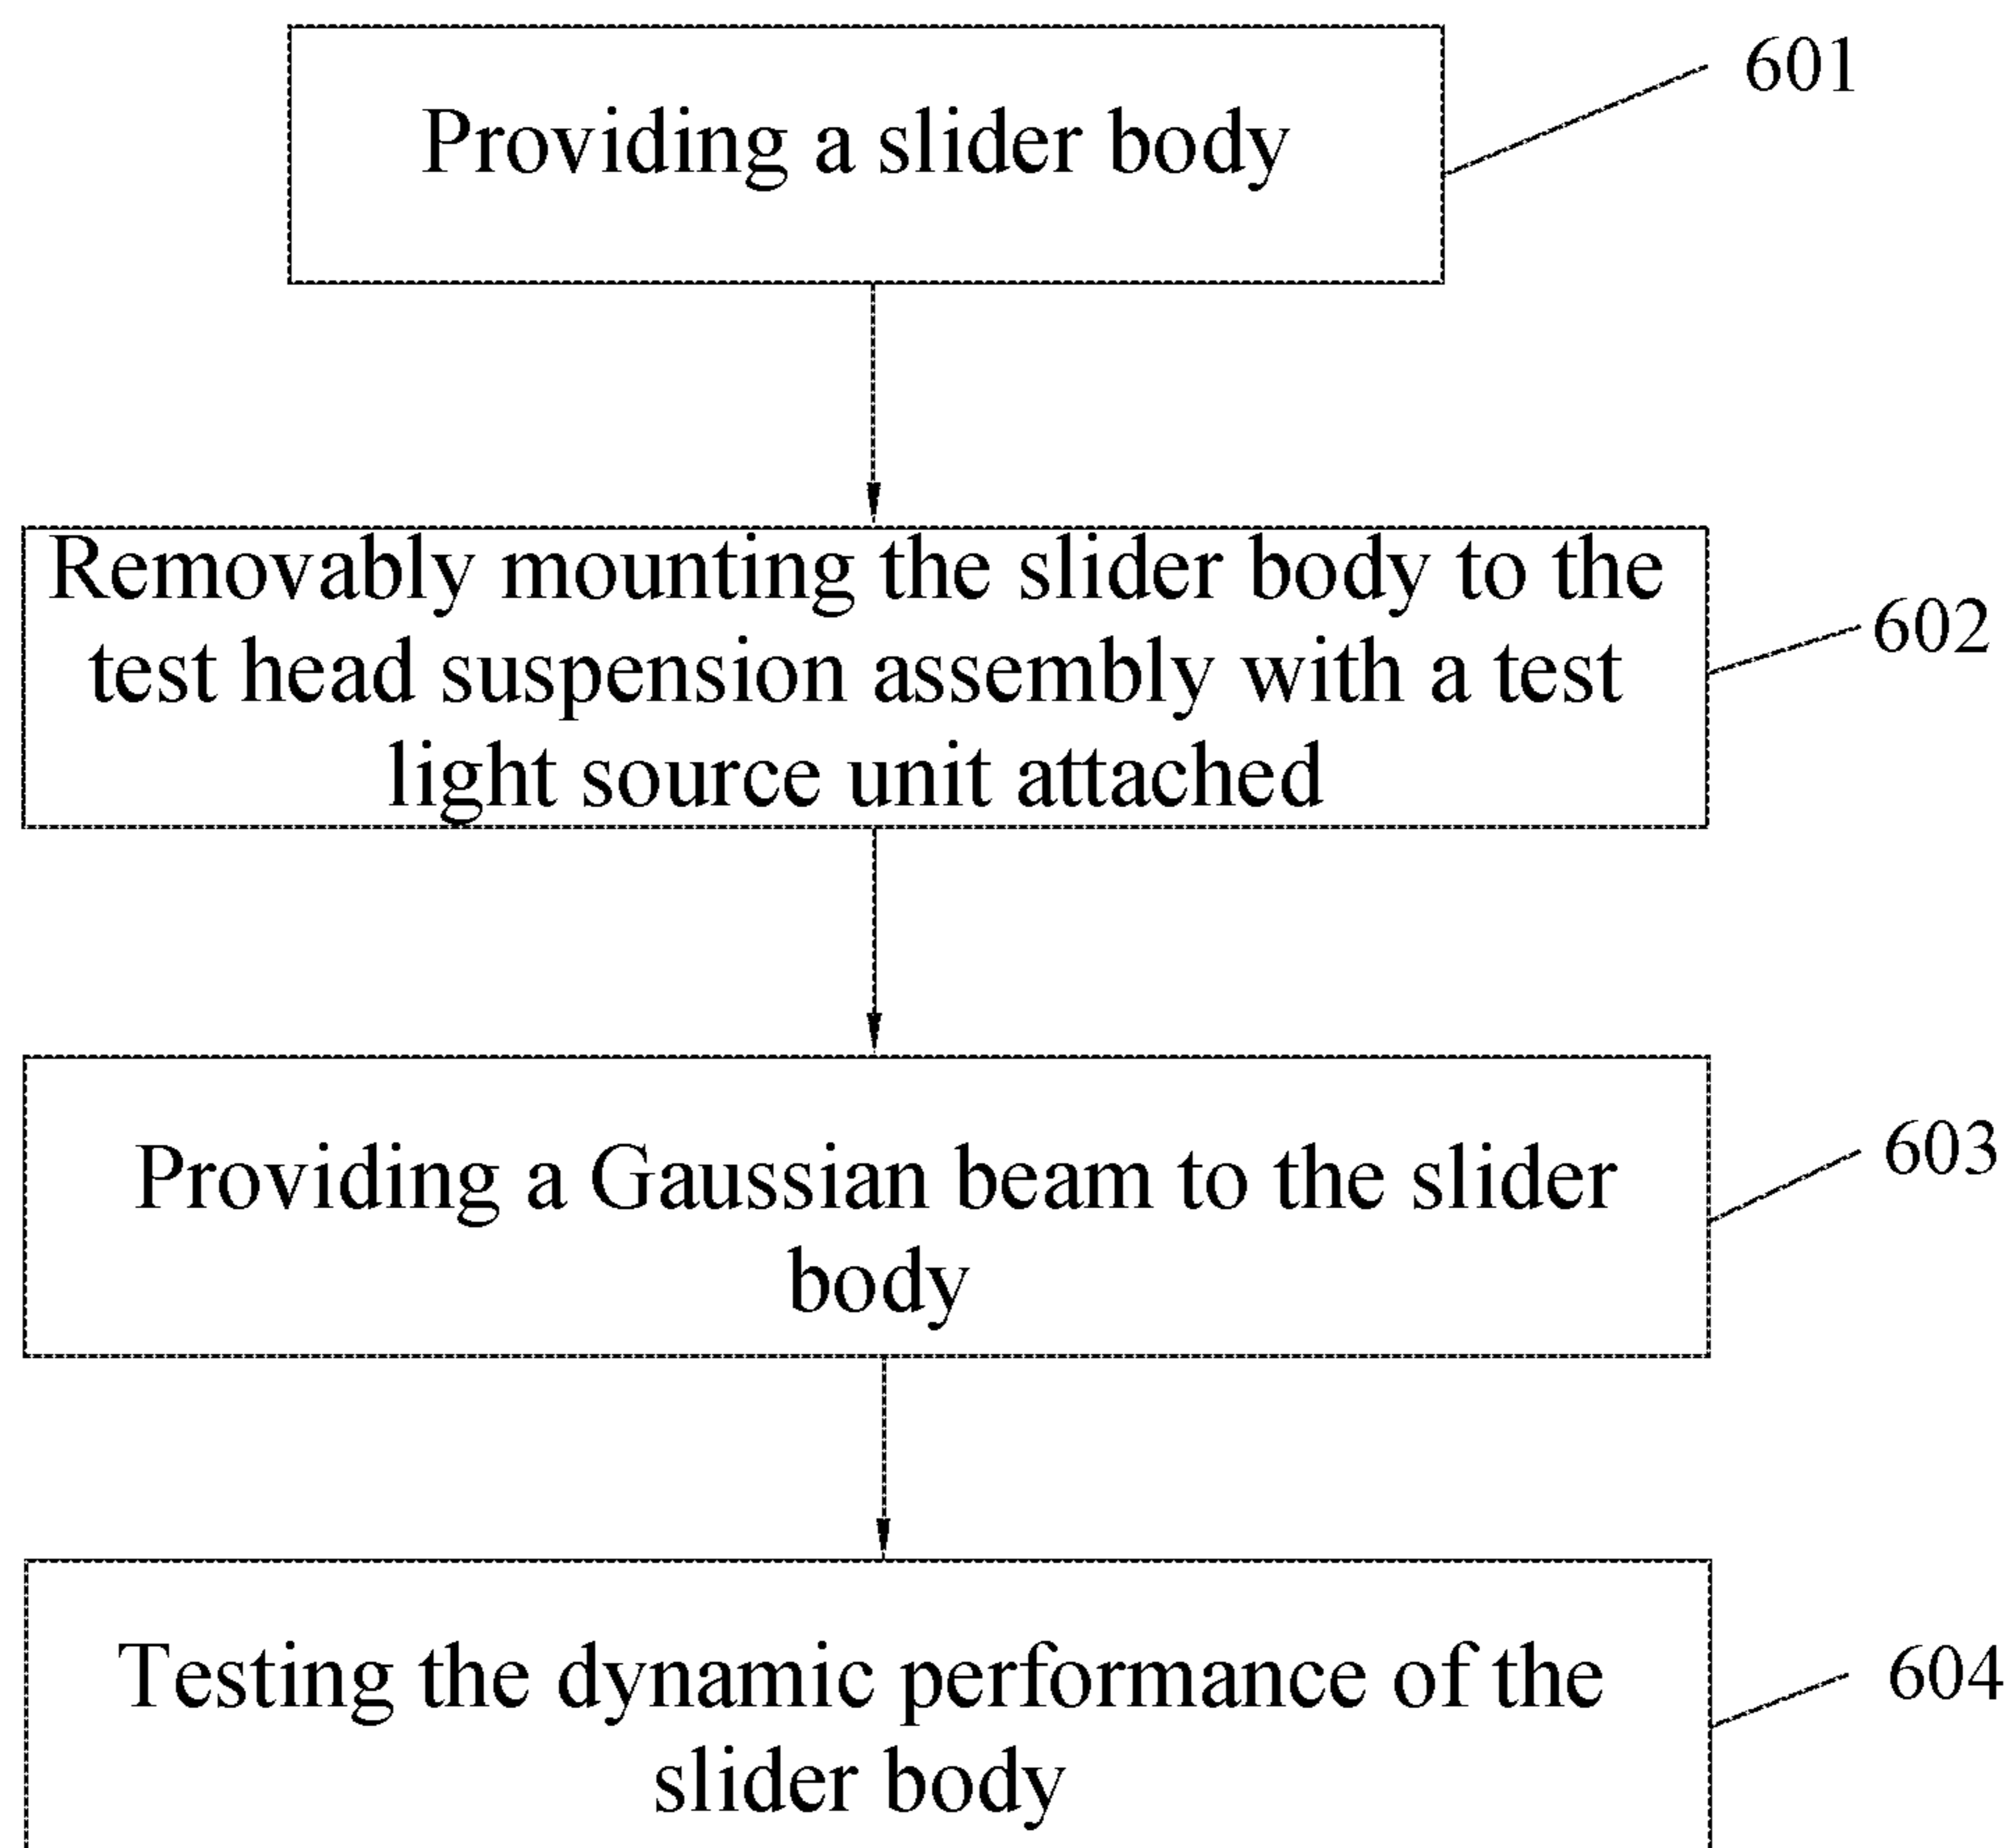 Providing a slider body
601
Removably mounting the slider body to the
test head suspension assembly with a test
light source unit attached
602
Providing a Gaussian beam to the slider
body
603
Testing the dynamic performance of the
slider body
604